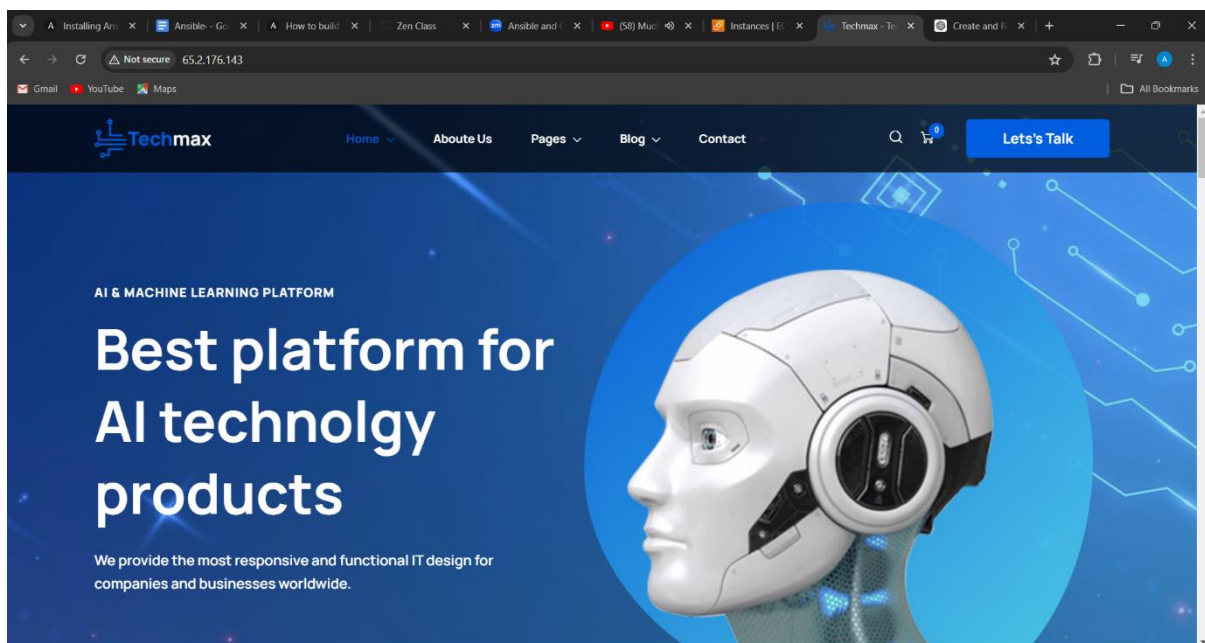 Installing Ans
Ansible- - Goo
How to build
Zen Class
Ansible and C
(58) Mud
Instances | EC
Techmax - Te
Create and R
Not secure 65.2.176.143
Gmail YouTube Maps All Bookmarks
Techmax Home Aboute Us Pages Blog Contact 0 Lets's Talk
AI & MACHINE LEARNING PLATFORM
Best platform for
AI technolgy
products
We provide the most responsive and functional IT design for
companies and businesses worldwide.